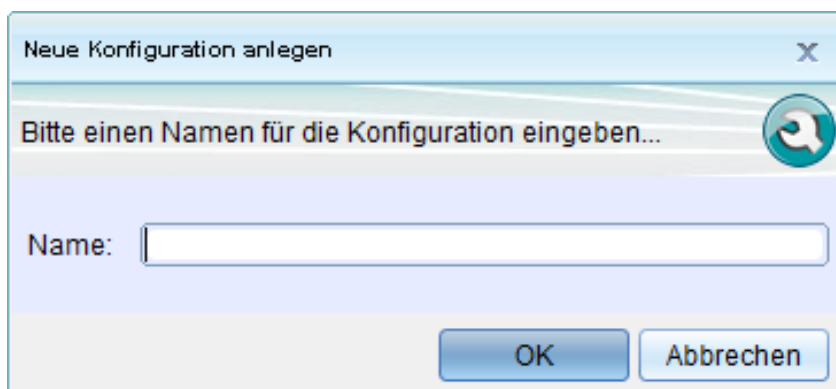 Neue Konfiguration anlegen
Bitte einen Namen für die Konfiguration eingeben...
Name:
OK Abbrechen